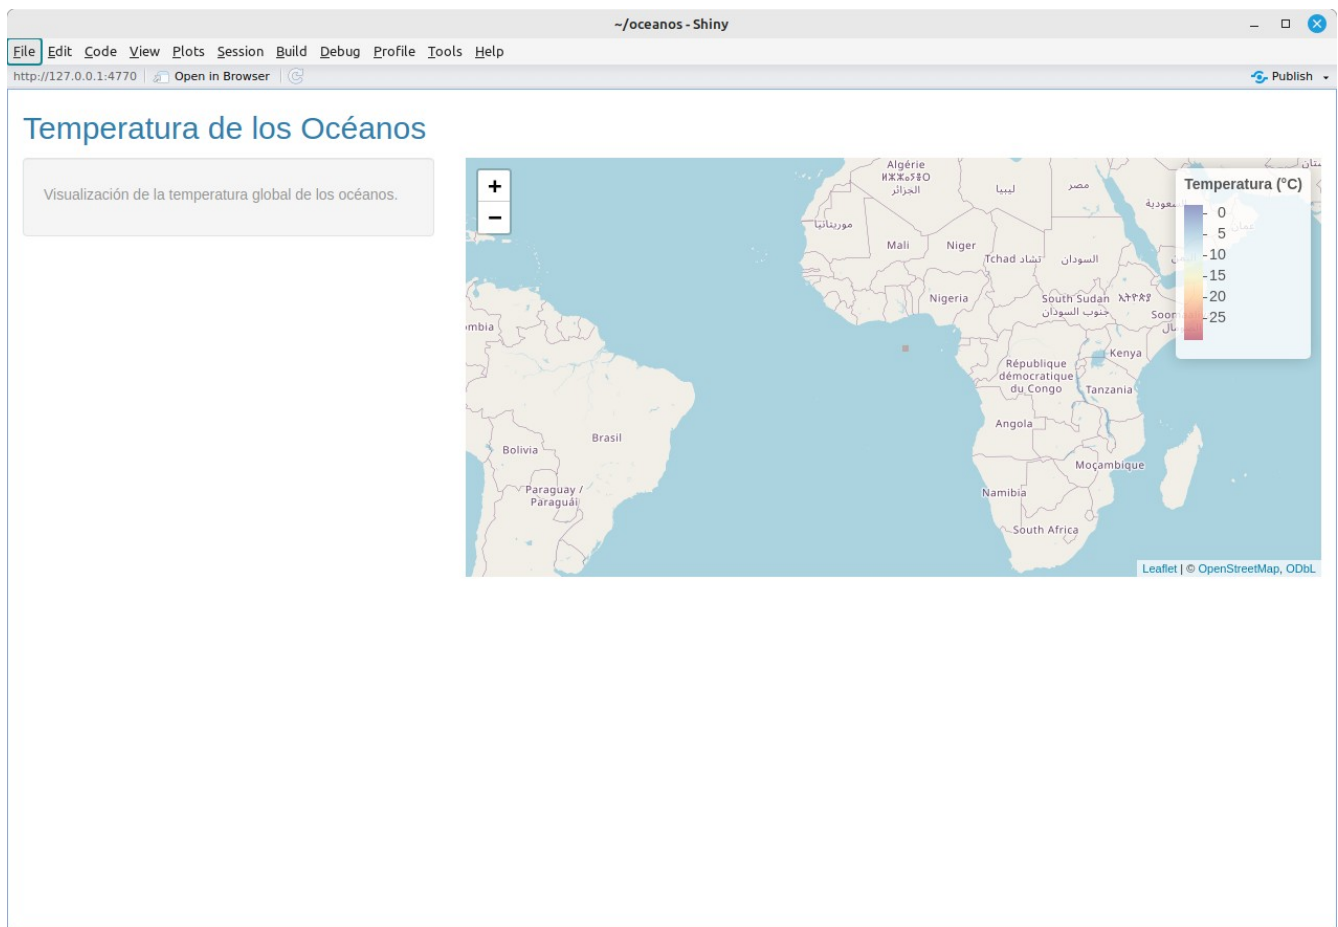 ~/oceanos - Shiny
File Edit Code View Plots Session Build Debug Profile Tools Help
http://127.0.0.1:4770 Open in Browser Publish
Temperatura de los Océanos
Visualización de la temperatura global de los océanos.
+
−
Algérie
الجزائر
ليبيا
مصر
موريتانيا
Mali
Niger
Tchad تشاد
السودان
Nigeria
South Sudan
جنوب السودان
Kenya
République
démocratique
du Congo
Tanzania
Angola
Brasil
Bolivia
Moçambique
Paraguay /
Paraguái
Namibia
South Africa
Temperatura (°C)
0
5
10
15
20
25
Leaflet | © OpenStreetMap, ODbL